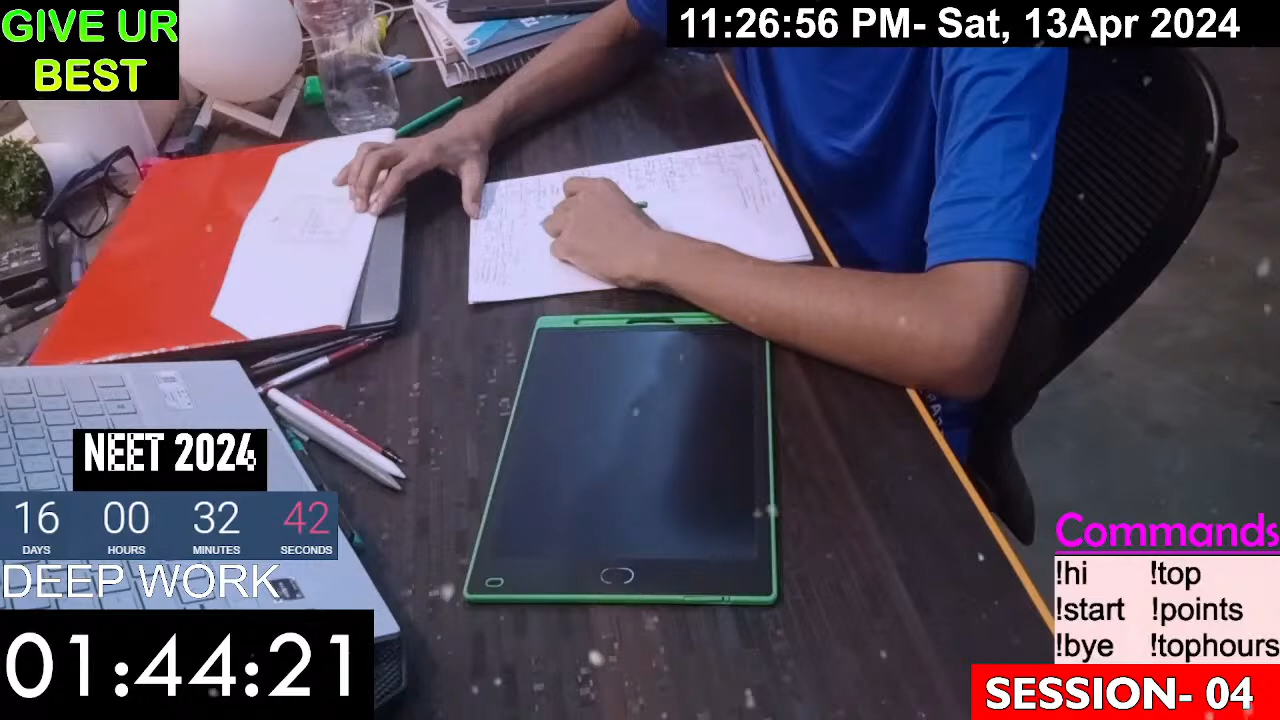 GIVE UR
BEST
11:26:56 PM- Sat, 13Apr 2024
NEET 2024
16 00 32 42
DAYS HOURS MINUTES SECONDS
DEEP WORK
01:44:21
Commands
!hi !top
!start !points
!bye !tophours
SESSION- 04